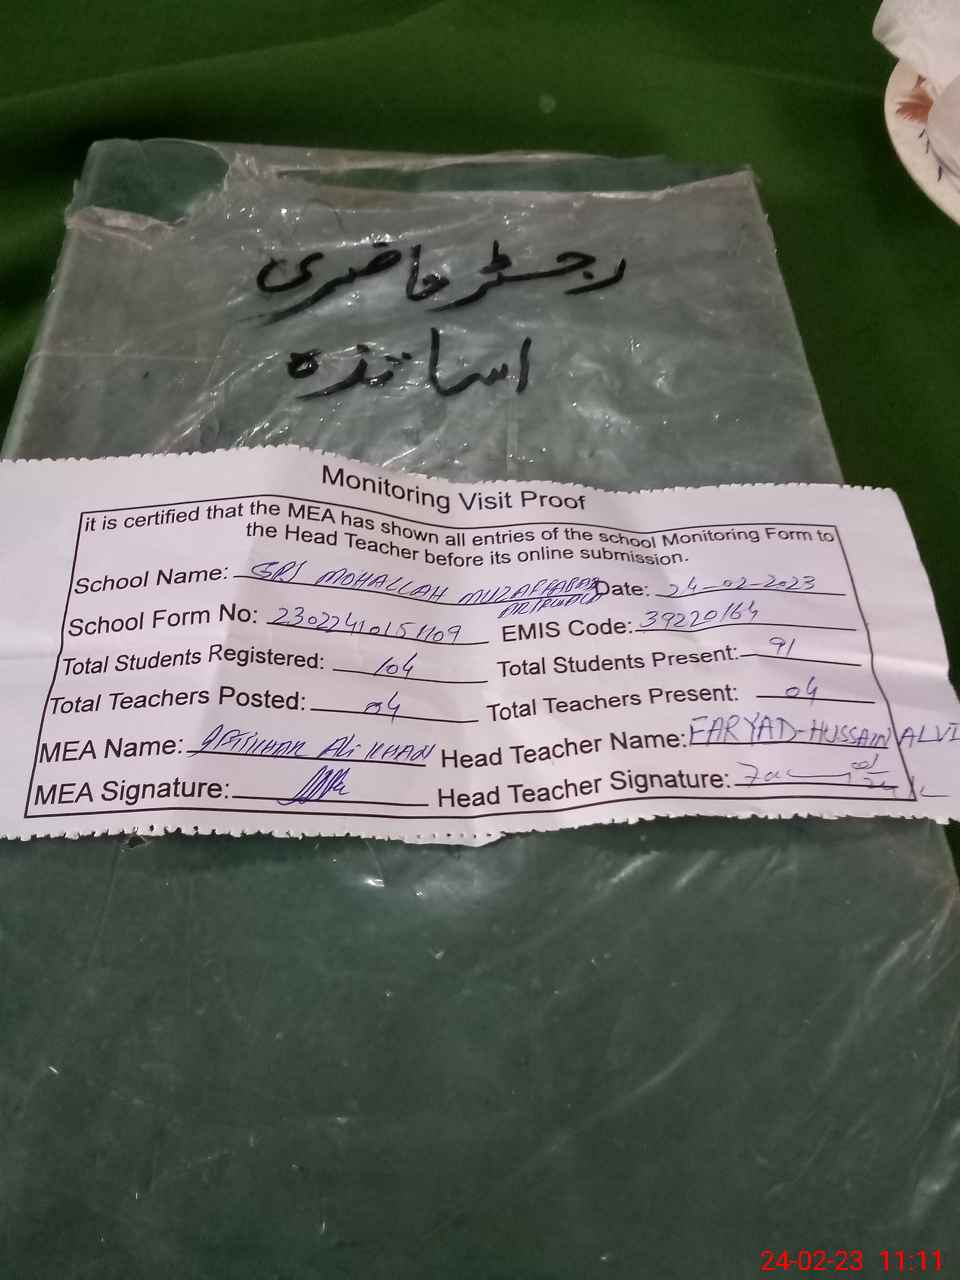 رجسٹر حاضری
اساتذہ
Monitoring Visit Proof
it is certified that the MEA has shown all entries of the school Monitoring Form to
the Head Teacher before its online submission.
School Name: MOHALLAH MUZAFFABAD Date: 24-02-2023
School Form No: EMIS Code: 39220164
Total Students Registered: 104 Total Students Present: 91
Total Teachers Posted: 04 Total Teachers Present: 04
MEA Name: Ali KHAN Head Teacher Name: FARYAD-HUSSAIN ALVI
MEA Signature: Head Teacher Signature:
24-02-23 11:11